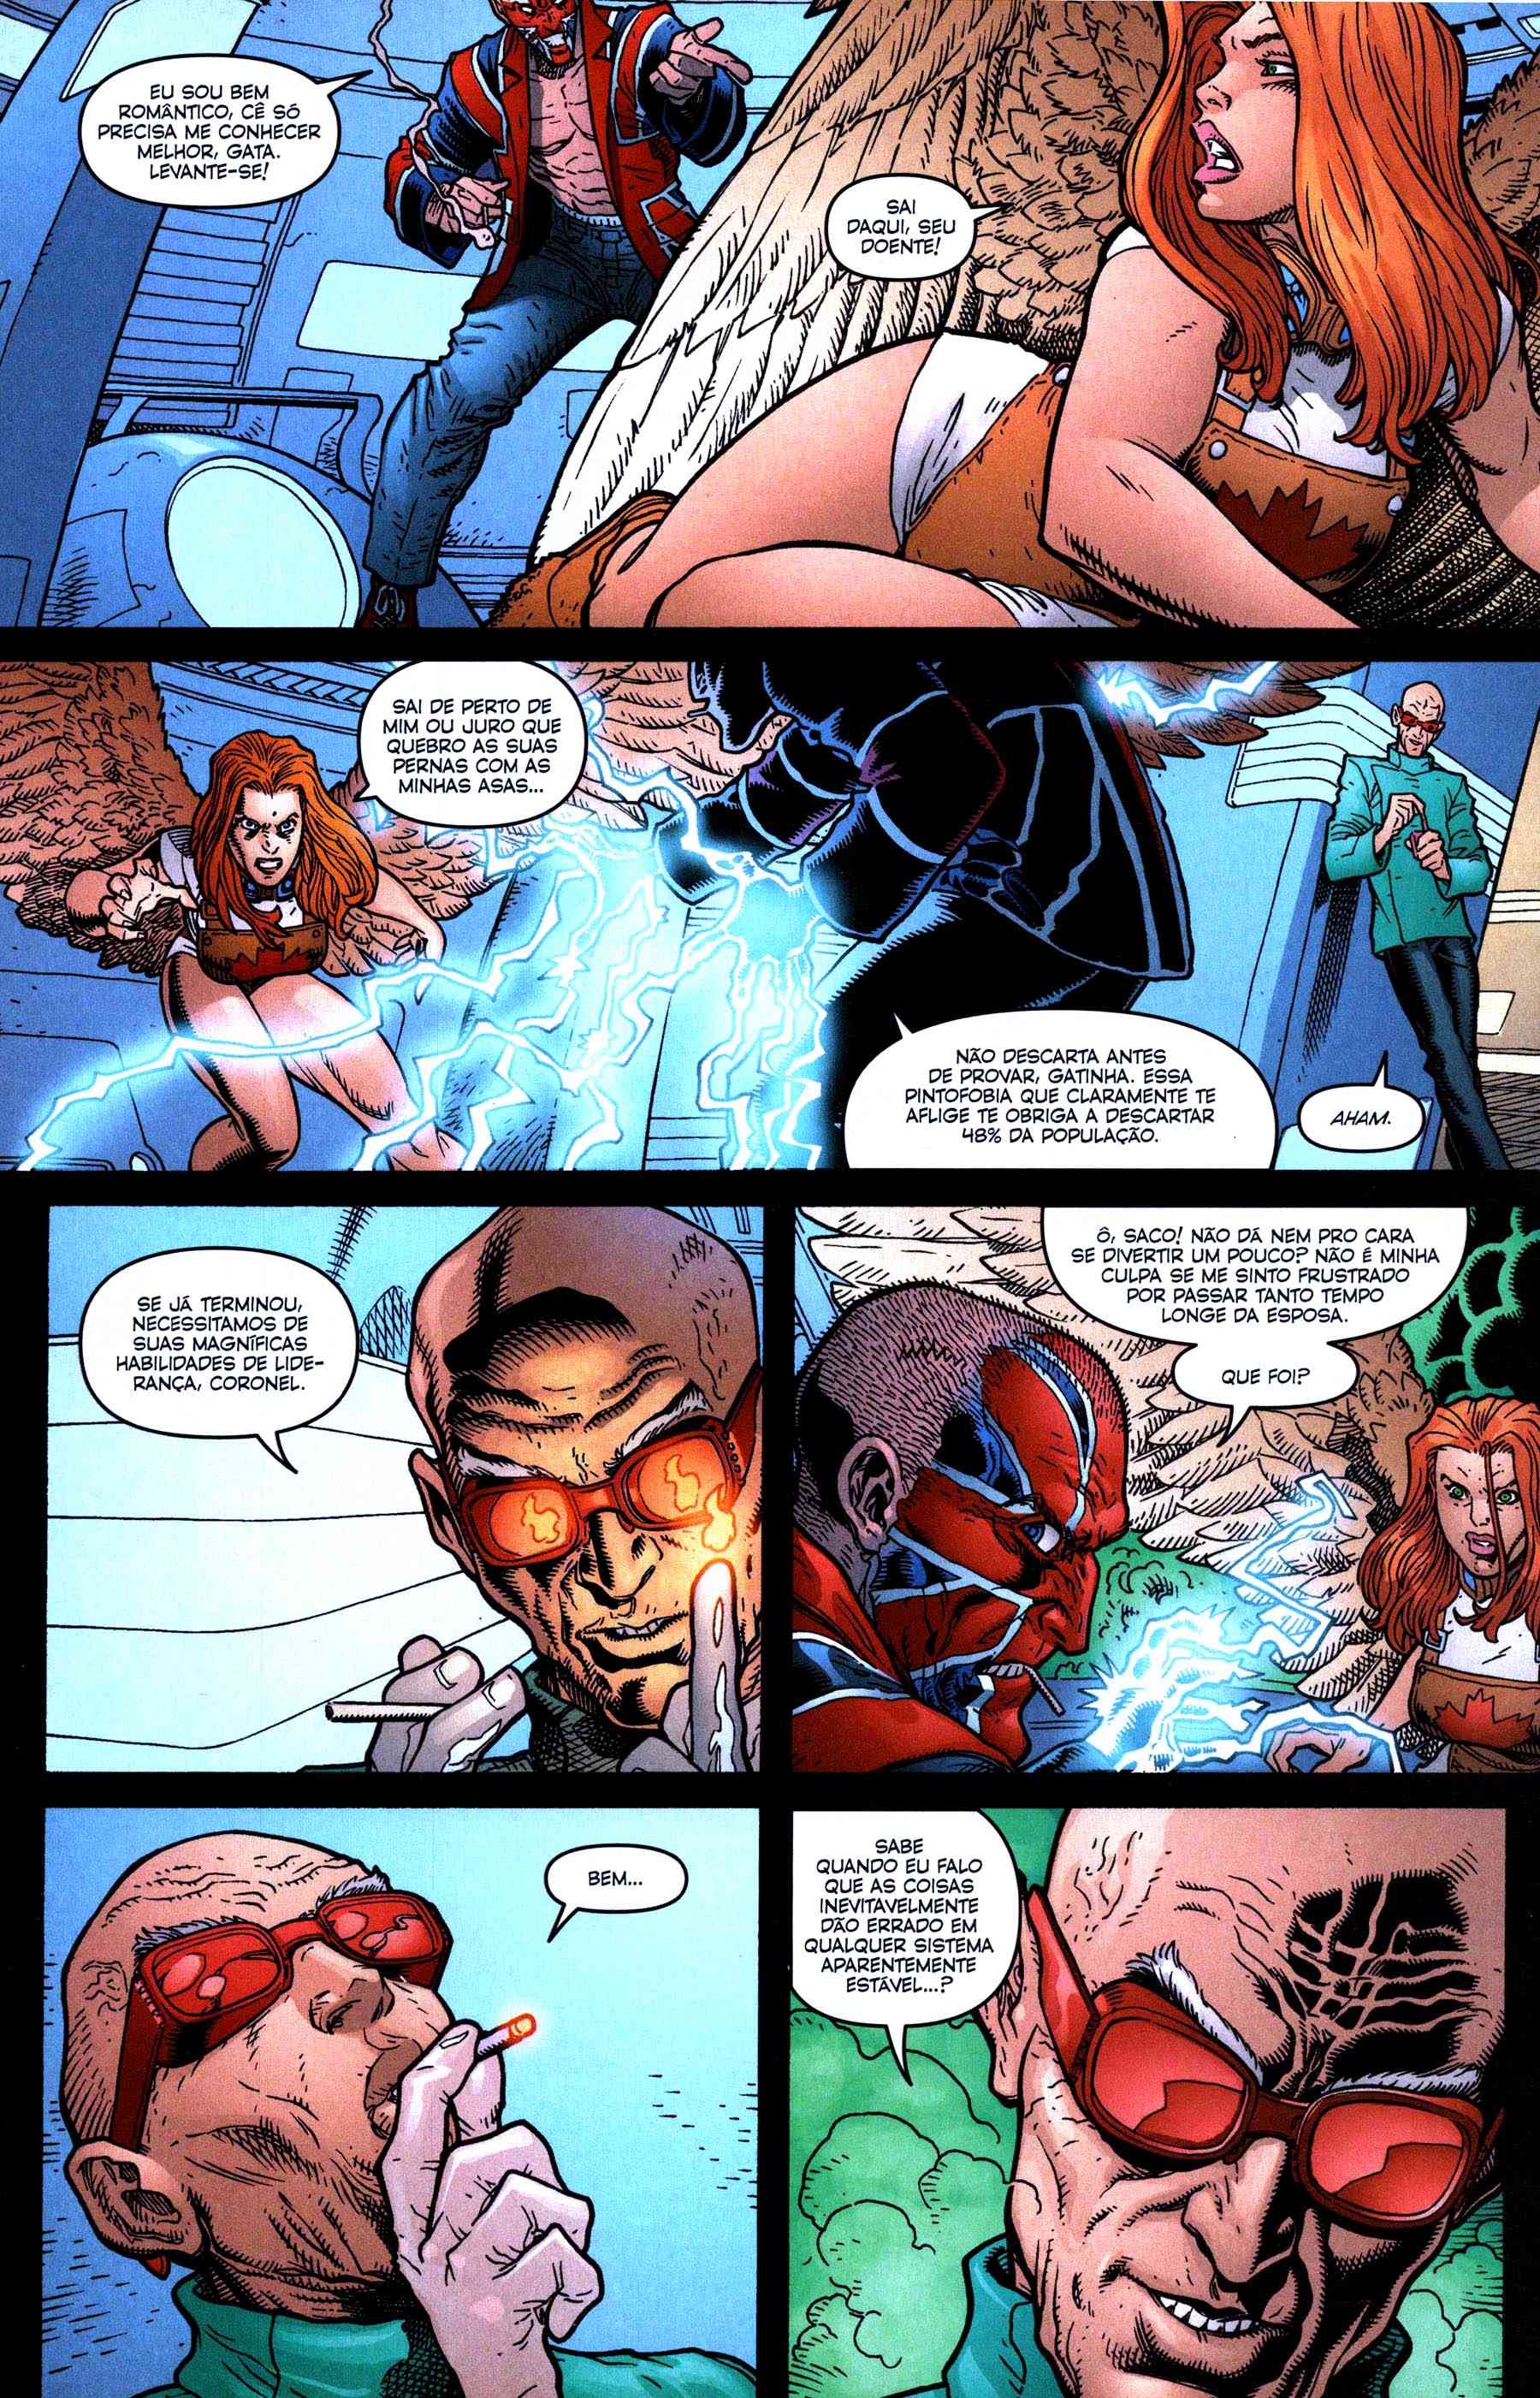 EU SOU BEM
ROMÂNTICO, CÊ SÓ
PRECISA ME CONHECER
MELHOR, GATA.
LEVANTE-SE!
SAI
DAQUI, SEU
DOENTE!
SAI DE PERTO DE
MIM OU JURO QUE
QUEBRO AS SUAS
PERNAS COM AS
MINHAS ASAS...
NÃO DESCARTA ANTES
DE PROVAR, GATINHA. ESSA
PINTOFOBIA QUE CLARAMENTE TE
AFLIGE TE OBRIGA A DESCARTAR
48% DA POPULAÇÃO.
AHAM.
SE JÁ TERMINOU,
NECESSITAMOS DE
SUAS MAGNÍFICAS
HABILIDADES DE LIDE-
RANÇA, CORONEL.
Ô, SACO! NÃO DÁ NEM PRO CARA
SE DIVERTIR UM POUCO? NÃO É MINHA
CULPA SE ME SINTO FRUSTRADO
POR PASSAR TANTO TEMPO
LONGE DA ESPOSA.
QUE FOI?
BEM...
SABE
QUANDO EU FALO
QUE AS COISAS
INEVITAVELMENTE
DÃO ERRADO EM
QUALQUER SISTEMA
APARENTEMENTE
ESTÁVEL...?